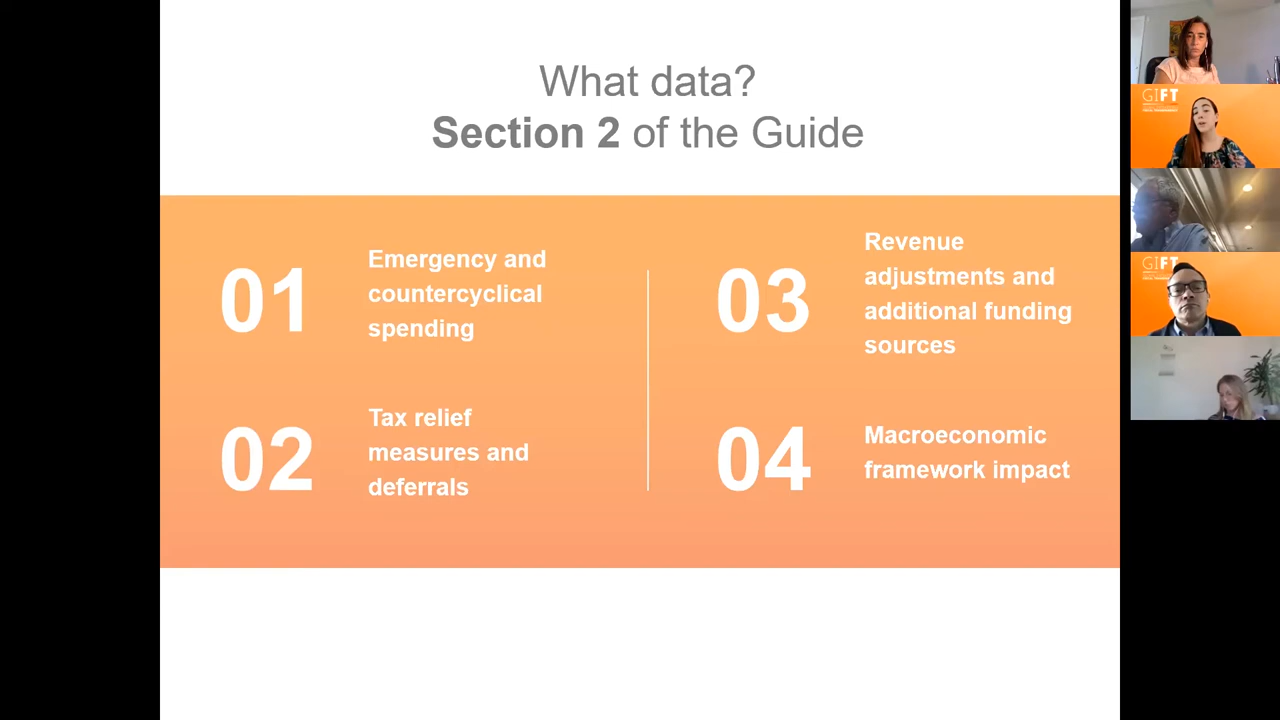 What data?
Section 2 of the Guide
01
Emergency and
countercyclical
spending
02
Tax relief
measures and
deferrals
03
Revenue
adjustments and
additional funding
sources
04
Macroeconomic
framework impact
GIFT
GIFT